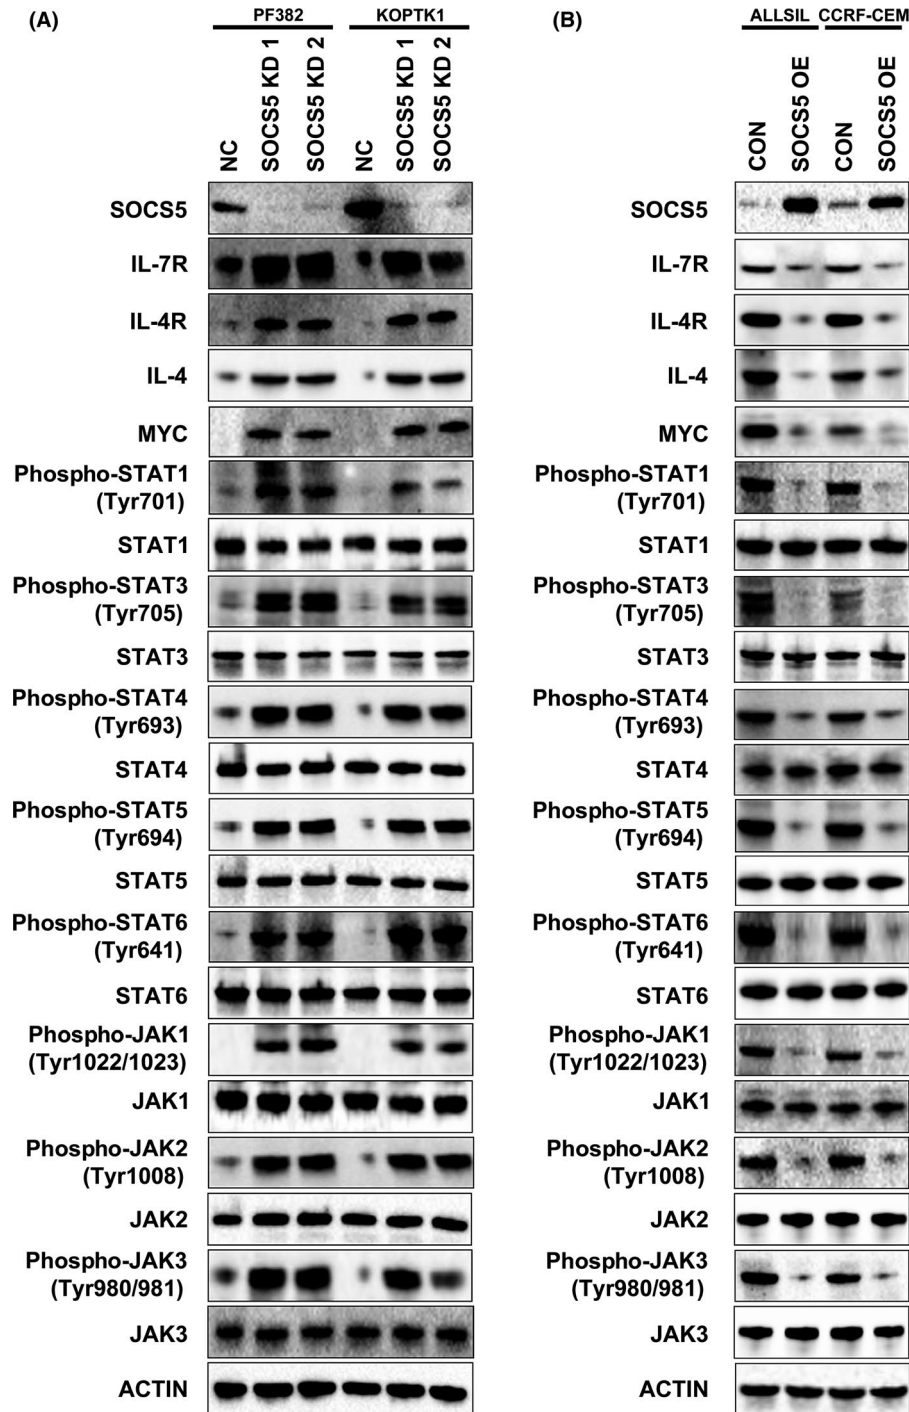 (A)
PF382
KOPTK1
NC
SOCS5 KD 1
SOCS5 KD 2
NC
SOCS5 KD 1
SOCS5 KD 2
SOCS5
IL-7R
IL-4R
IL-4
MYC
Phospho-STAT1
(Tyr701)
STAT1
Phospho-STAT3
(Tyr705)
STAT3
Phospho-STAT4
(Tyr693)
STAT4
Phospho-STAT5
(Tyr694)
STAT5
Phospho-STAT6
(Tyr641)
STAT6
Phospho-JAK1
(Tyr1022/1023)
JAK1
Phospho-JAK2
(Tyr1008)
JAK2
Phospho-JAK3
(Tyr980/981)
JAK3
ACTIN
(B)
ALLSIL
CCRF-CEM
CON
SOCS5 OE
CON
SOCS5 OE
SOCS5
IL-7R
IL-4R
IL-4
MYC
Phospho-STAT1
(Tyr701)
STAT1
Phospho-STAT3
(Tyr705)
STAT3
Phospho-STAT4
(Tyr693)
STAT4
Phospho-STAT5
(Tyr694)
STAT5
Phospho-STAT6
(Tyr641)
STAT6
Phospho-JAK1
(Tyr1022/1023)
JAK1
Phospho-JAK2
(Tyr1008)
JAK2
Phospho-JAK3
(Tyr980/981)
JAK3
ACTIN